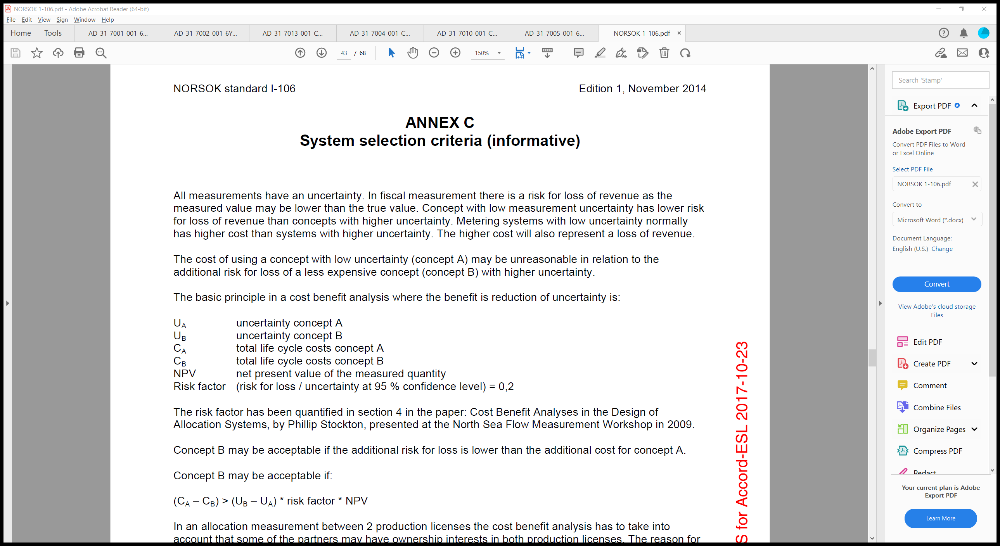 NORSOK 1-106.pdf - Adobe Acrobat Reader (64-bit)
File Edit View Sign Window Help
Home Tools AD-31-7001-001-6... AD-31-7002-001-6Y... AD-31-7013-001-C... AD-31-7004-001-C... AD-31-7010-001-C... AD-31-7005-001-6... NORSOK 1-106.pdf ×
43 / 68 150%
NORSOK standard I-106 Edition 1, November 2014
ANNEX C
System selection criteria (informative)
All measurements have an uncertainty. In fiscal measurement there is a risk for loss of revenue as the
measured value may be lower than the true value. Concept with low measurement uncertainty has lower risk
for loss of revenue than concepts with higher uncertainty. Metering systems with low uncertainty normally
has higher cost than systems with higher uncertainty. The higher cost will also represent a loss of revenue.
The cost of using a concept with low uncertainty (concept A) may be unreasonable in relation to the
additional risk for loss of a less expensive concept (concept B) with higher uncertainty.
The basic principle in a cost benefit analysis where the benefit is reduction of uncertainty is:
UA uncertainty concept A
UB uncertainty concept B
CA total life cycle costs concept A
CB total life cycle costs concept B
NPV net present value of the measured quantity
Risk factor (risk for loss / uncertainty at 95 % confidence level) = 0,2
The risk factor has been quantified in section 4 in the paper: Cost Benefit Analyses in the Design of
Allocation Systems, by Phillip Stockton, presented at the North Sea Flow Measurement Workshop in 2009.
Concept B may be acceptable if the additional risk for loss is lower than the additional cost for concept A.
Concept B may be acceptable if:
(CA – CB) > (UB – UA) * risk factor * NPV
In an allocation measurement between 2 production licenses the cost benefit analysis has to take into
account that some of the partners may have ownership interests in both production licenses. The reason for
S for Accord-ESL 2017-10-23
Search 'Stamp'
Export PDF
Adobe Export PDF
Convert PDF Files to Word
or Excel Online
Select PDF File
NORSOK 1-106.pdf
Convert to
Microsoft Word (*.docx)
Document Language:
English (U.S.) Change
Convert
View Adobe's cloud storage
Files
Edit PDF
Create PDF
Comment
Combine Files
Organize Pages
Compress PDF
Redact
Your current plan is Adobe
Export PDF
Learn More